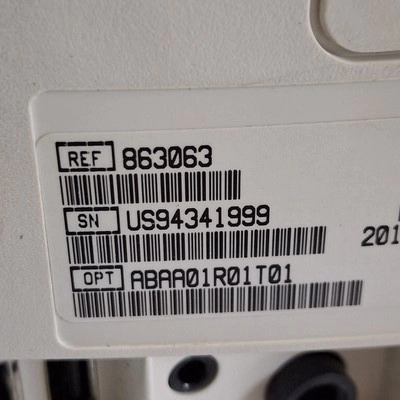 REF 863063
SN US94341999
201
OPT ABAA01R01T01